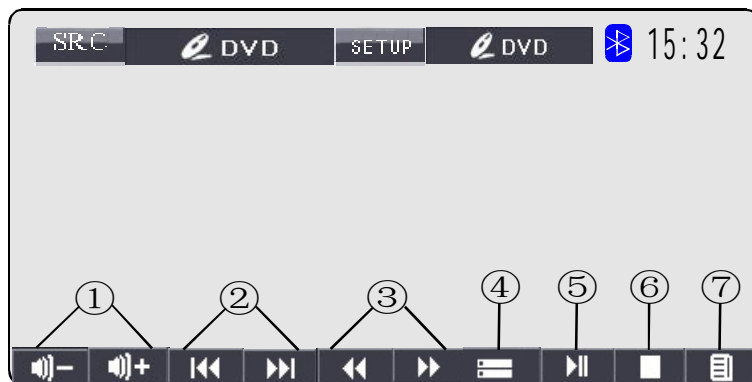 SRC DVD SETUP DVD 15:32
① ② ③ ④ ⑤ ⑥ ⑦
− +